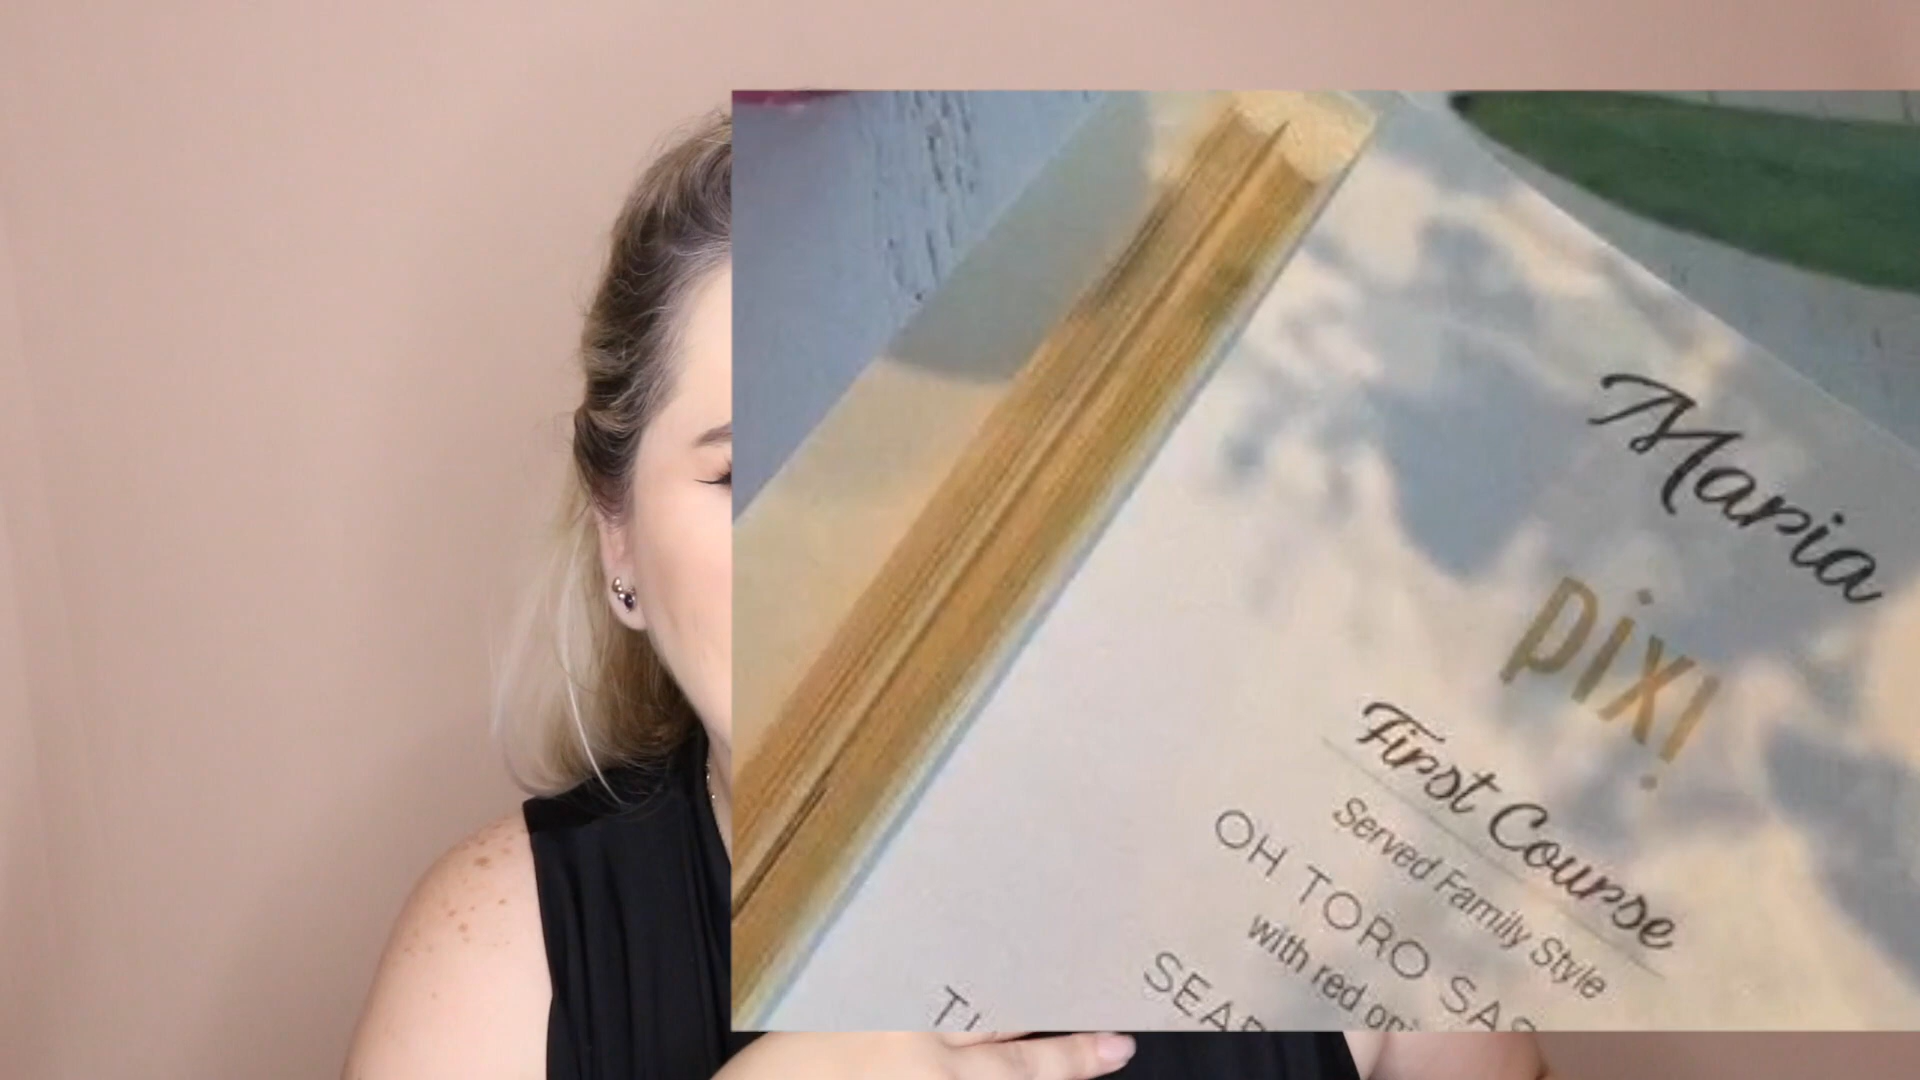 Maria
pixi
First Course
Served Family Style
OH TORO
with red